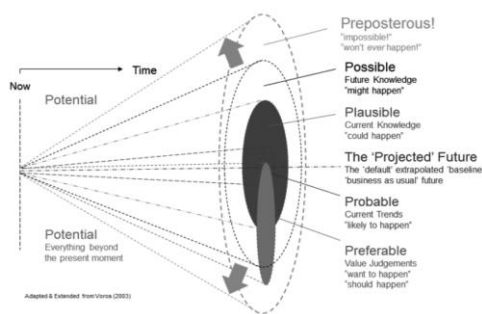 Preposterous!
"impossible!"
"won't ever happen!"
Now
Time
Potential
Possible
Future Knowledge
"might happen"
Plausible
Current Knowledge
"could happen"
The 'Projected' Future
The 'default' extrapolated 'baseline'
'business as usual' future
Probable
Current Trends
"likely to happen"
Potential
Everything beyond
the present moment
Preferable
Value Judgements
"want to happen"
"should happen"
Adapted & Extended from Voros (2003)